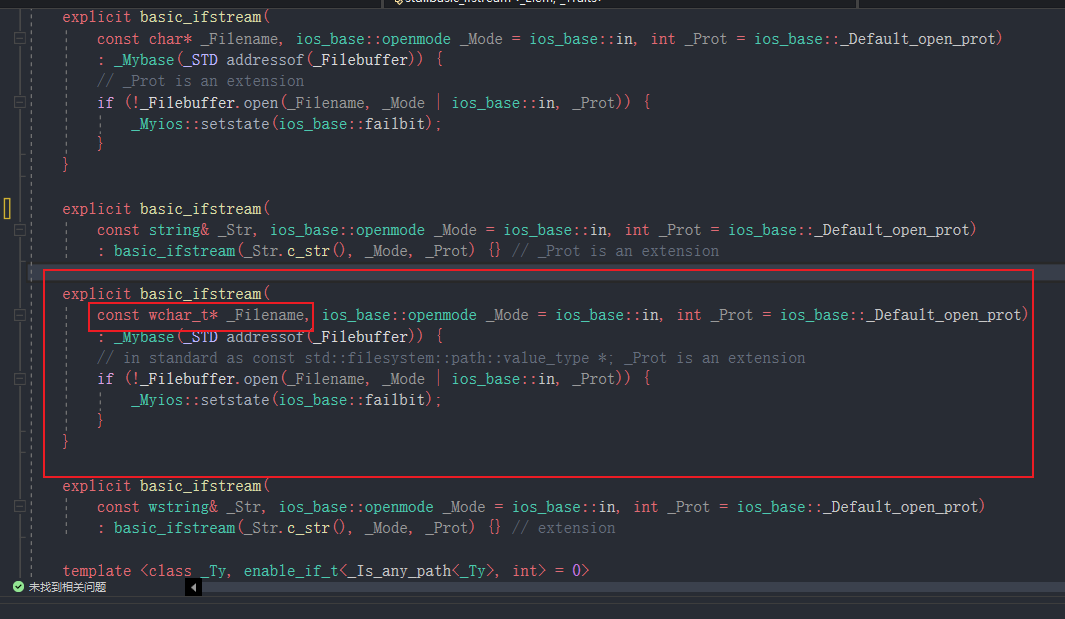 explicit basic_ifstream(
const char* _Filename, ios_base::openmode _Mode = ios_base::in, int _Prot = ios_base::_Default_open_prot)
: _Mybase(_STD addressof(_Filebuffer)) {
// _Prot is an extension
if (!_Filebuffer.open(_Filename, _Mode | ios_base::in, _Prot)) {
_Myios::setstate(ios_base::failbit);
}
}
explicit basic_ifstream(
const string& _Str, ios_base::openmode _Mode = ios_base::in, int _Prot = ios_base::_Default_open_prot)
: basic_ifstream(_Str.c_str(), _Mode, _Prot) {} // _Prot is an extension
explicit basic_ifstream(
const wchar_t* _Filename, ios_base::openmode _Mode = ios_base::in, int _Prot = ios_base::_Default_open_prot)
: _Mybase(_STD addressof(_Filebuffer)) {
// in standard as const std::filesystem::path::value_type *; _Prot is an extension
if (!_Filebuffer.open(_Filename, _Mode | ios_base::in, _Prot)) {
_Myios::setstate(ios_base::failbit);
}
}
explicit basic_ifstream(
const wstring& _Str, ios_base::openmode _Mode = ios_base::in, int _Prot = ios_base::_Default_open_prot)
: basic_ifstream(_Str.c_str(), _Mode, _Prot) {} // extension
template <class _Ty, enable_if_t<_Is_any_path<_Ty>, int> = 0>
未找到相关问题